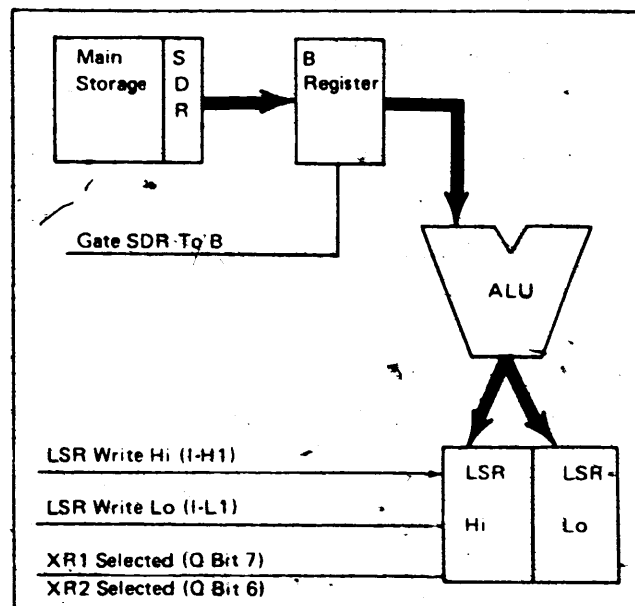 Main
Storage
S
D
R
B
Register
Gate SDR To B
ALU
LSR Write Hi (I-H1)
LSR
LSR
LSR Write Lo (I-L1)
Hi
Lo
XR1 Selected (Q Bit 7)
XR2 Selected (Q Bit 6)